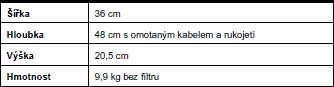 Šířka 36 cm
Hloubka 48 cm s omotaným kabelem a rukojetí
Výška 20,5 cm
Hmotnost 9,9 kg bez filtru